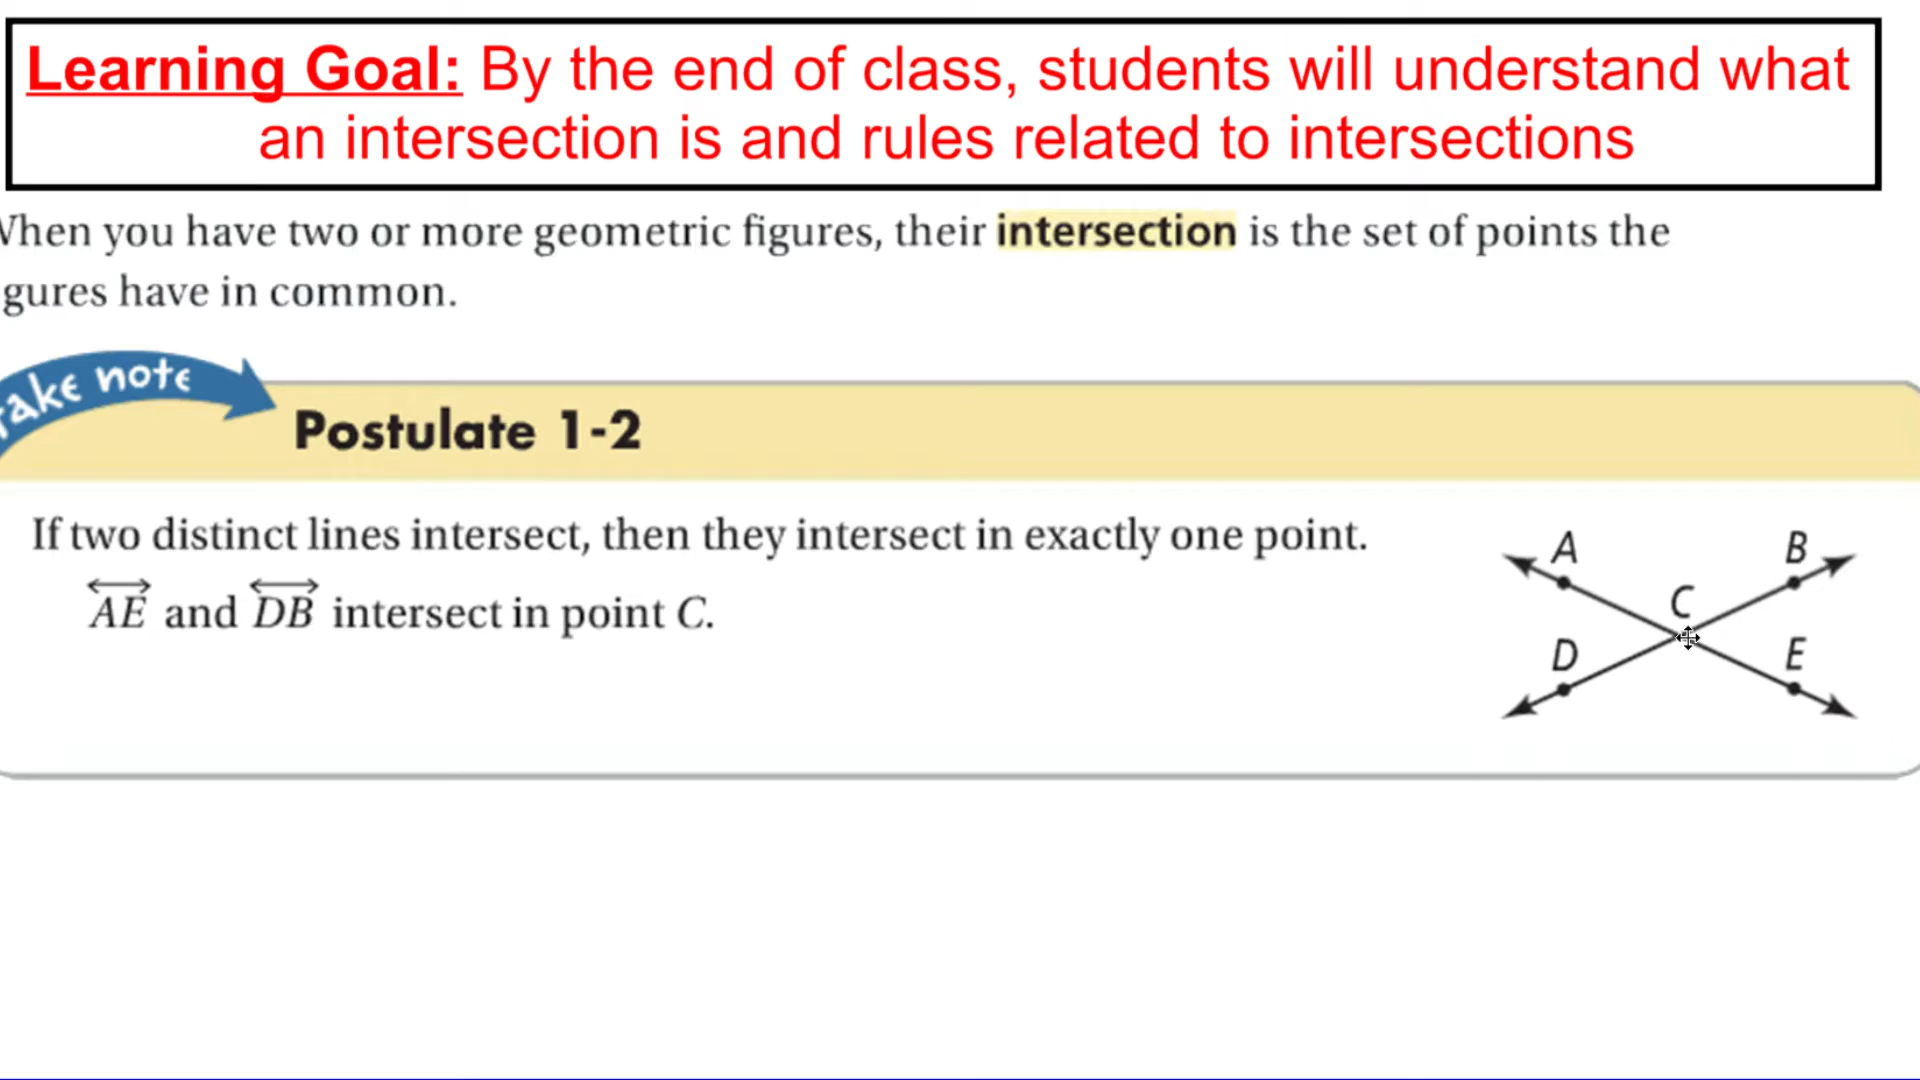 Learning Goal: By the end of class, students will understand what
an intersection is and rules related to intersections
When you have two or more geometric figures, their intersection is the set of points the
gures have in common.
take note
Postulate 1-2
If two distinct lines intersect, then they intersect in exactly one point.
AE and DB intersect in point C.
A B
C
D E